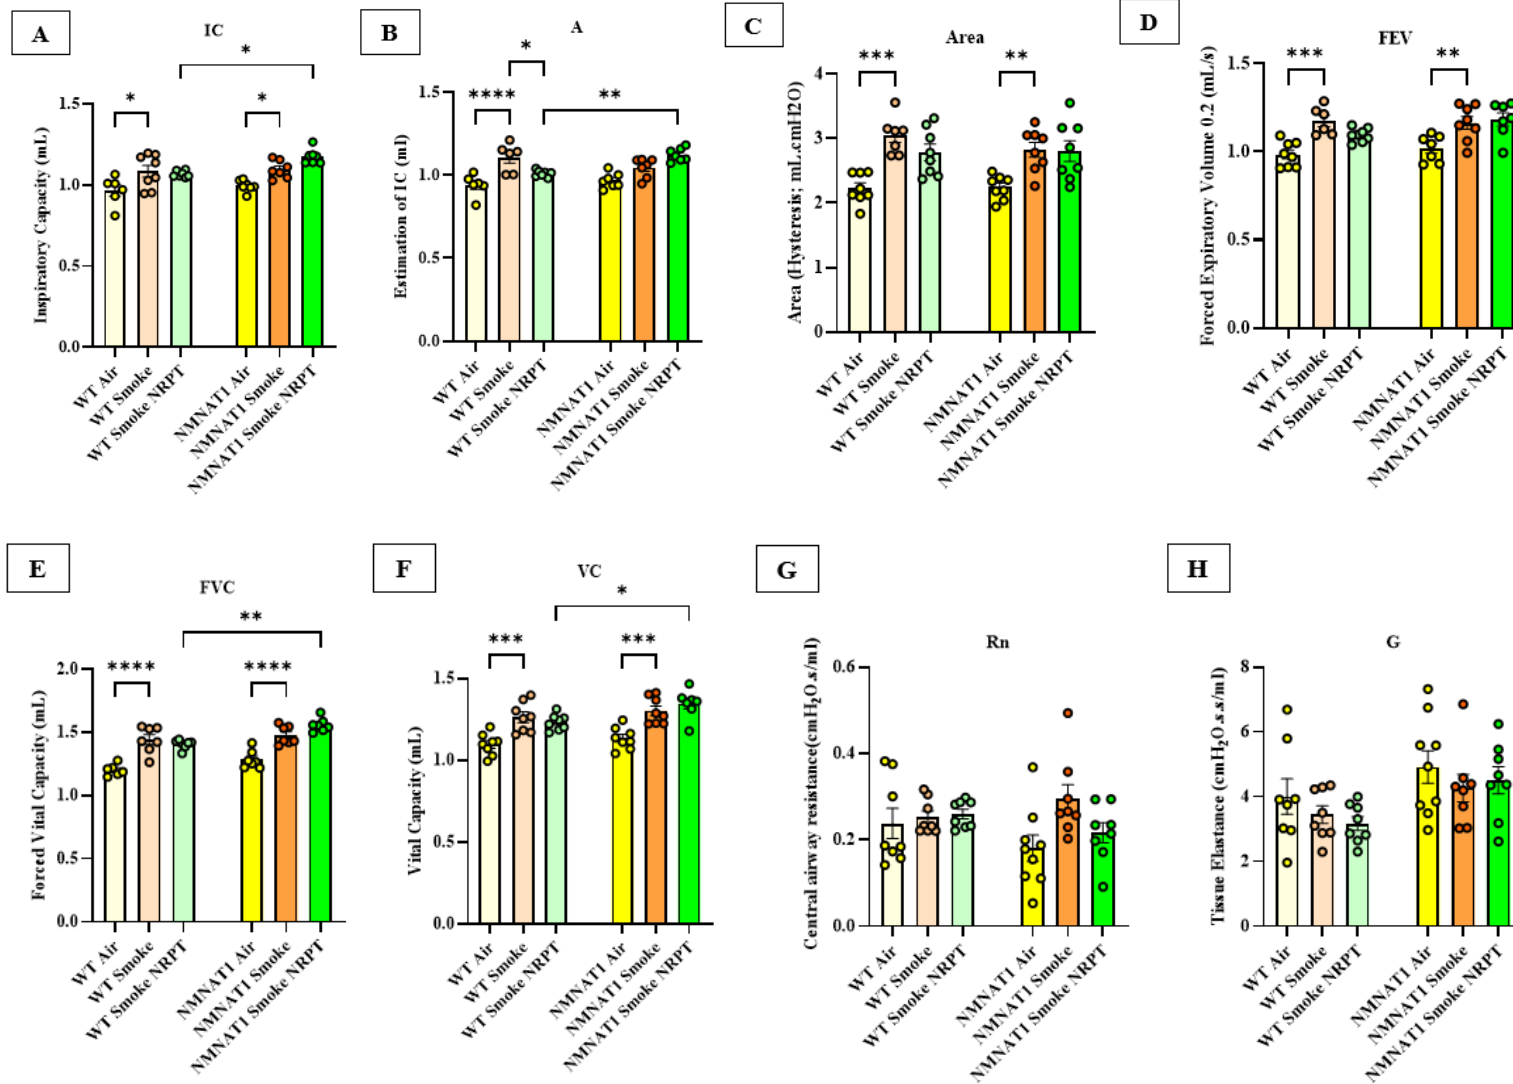 A
IC
*
*
*
Inspiratory Capacity (mL)
1.5
1.0
0.5
0.0
WT Air
WT Smoke
WT Smoke NRPT
NMNAT1 Air
NMNAT1 Smoke
NMNAT1 Smoke NRPT
B
A
*
****
**
Estimation of IC (ml)
1.5
1.0
0.5
0.0
WT Air
WT Smoke
WT Smoke NRPT
NMNAT1 Air
NMNAT1 Smoke
NMNAT1 Smoke NRPT
C
Area
***
**
Area (Hysteresis; mL.cmH2O)
4
3
2
1
0
WT Air
WT Smoke
WT Smoke NRPT
NMNAT1 Air
NMNAT1 Smoke
NMNAT1 Smoke NRPT
D
FEV
***
**
Forced Expiratory Volume 0.2 (mL/s)
1.5
1.0
0.5
0.0
WT Air
WT Smoke
WT Smoke NRPT
NMNAT1 Air
NMNAT1 Smoke
NMNAT1 Smoke NRPT
E
FVC
**
****
****
Forced Vital Capacity (mL)
2.0
1.5
1.0
0.5
0.0
WT Air
WT Smoke
WT Smoke NRPT
NMNAT1 Air
NMNAT1 Smoke
NMNAT1 Smoke NRPT
F
VC
*
***
***
Vital Capacity (mL)
1.5
1.0
0.5
0.0
WT Air
WT Smoke
WT Smoke NRPT
NMNAT1 Air
NMNAT1 Smoke
NMNAT1 Smoke NRPT
G
Rn
Central airway resistance(cmH₂O.s/ml)
0.6
0.4
0.2
0.0
WT Air
WT Smoke
WT Smoke NRPT
NMNAT1 Air
NMNAT1 Smoke
NMNAT1 Smoke NRPT
H
G
Tissue Elastance (cmH₂O.s.s/ml)
8
6
4
2
0
WT Air
WT Smoke
WT Smoke NRPT
NMNAT1 Air
NMNAT1 Smoke
NMNAT1 Smoke NRPT